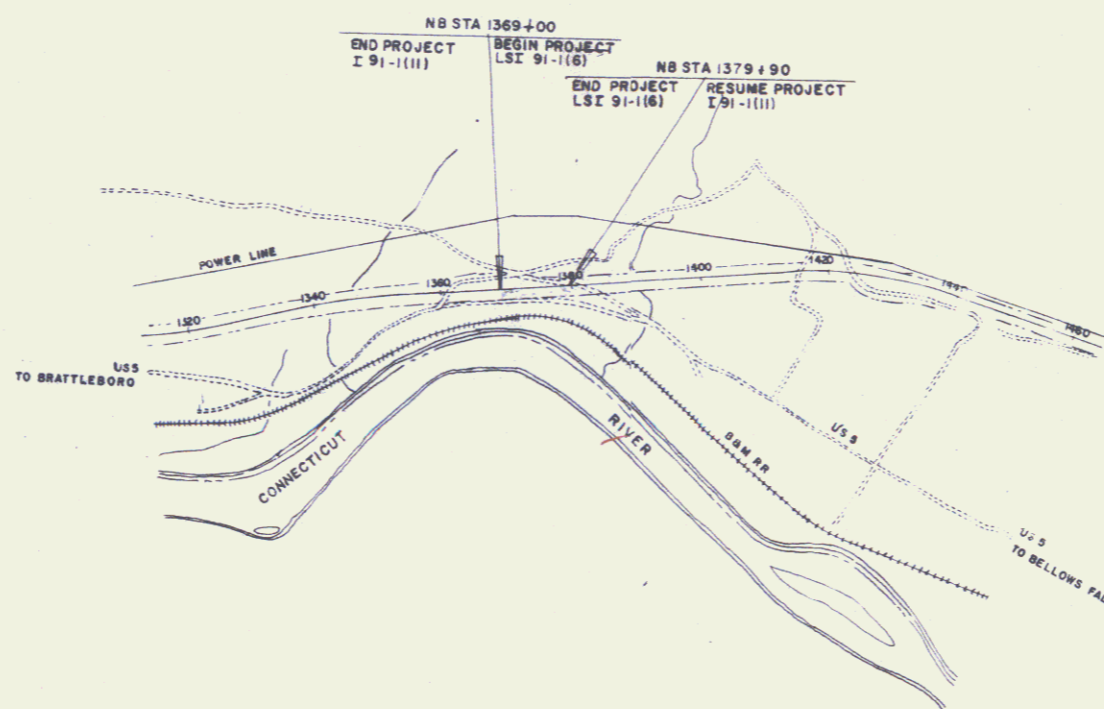 NB STA 1369+00
END PROJECT
I 91-1(11)
BEGIN PROJECT
LSI 91-1(6)
NB STA 1379+90
END PROJECT
LSI 91-1(6)
RESUME PROJECT
I 91-1(11)
POWER LINE
1320
1340
1360
1380
1400
1420
1460
US5
TO BRATTLEBORO
CONNECTICUT
RIVER
B&M RR
US 5
US 5
TO BELLOWS